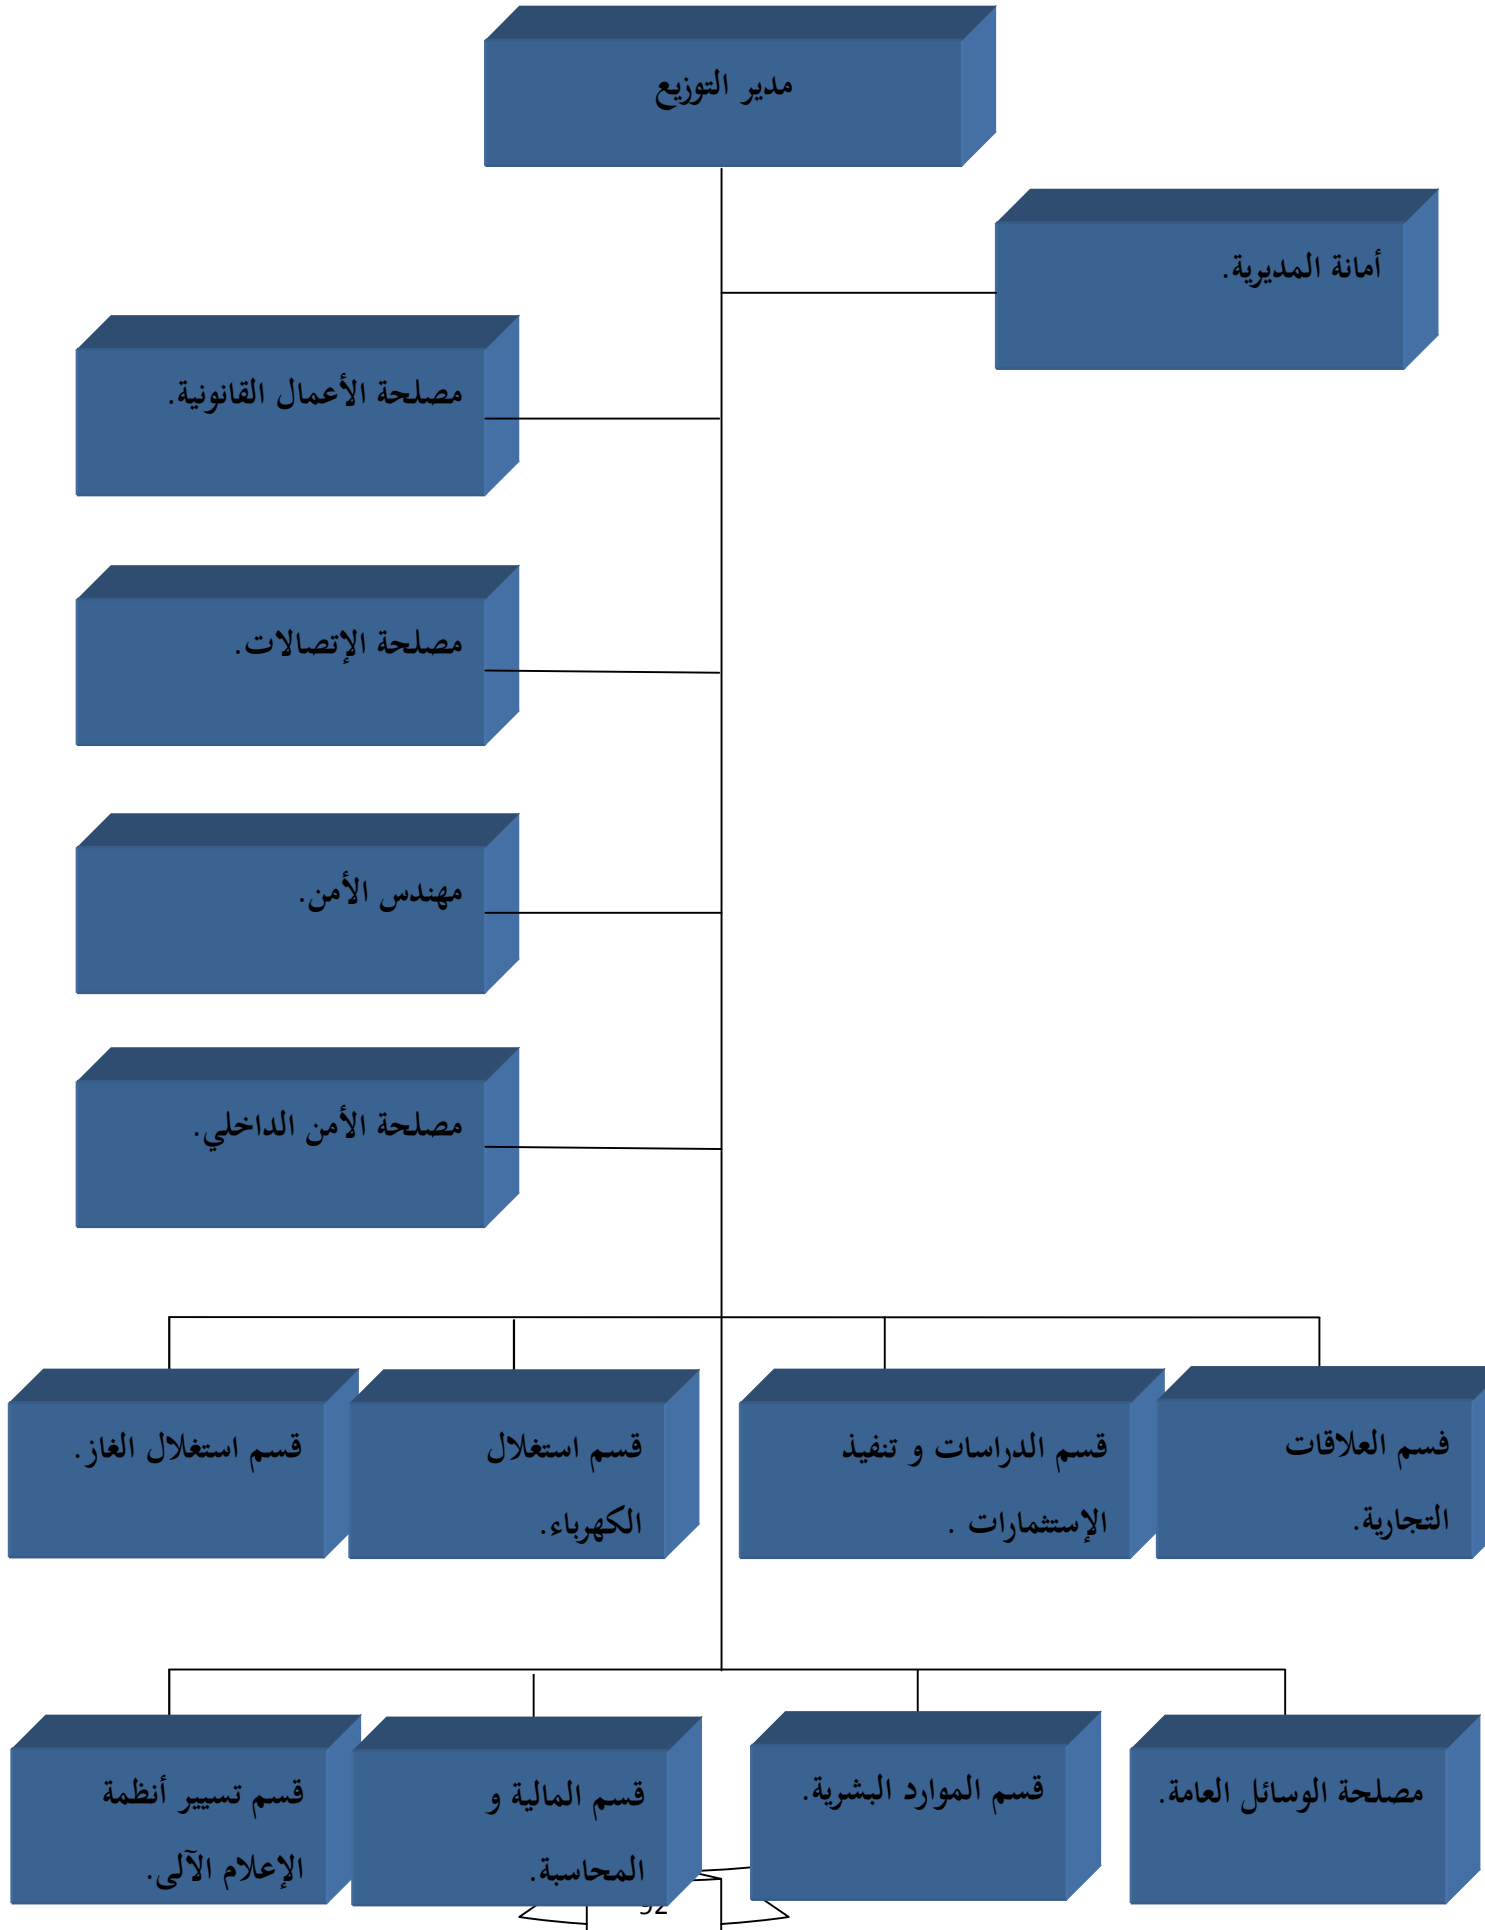 مدير التوزيع
أمانة المديرية.
مصلحة الأعمال القانونية.
مصلحة الإتصالات.
مهندس الأمن.
مصلحة الأمن الداخلي.
فسم العلاقات
التجارية.
قسم الدراسات و تنفيذ
الإستثمارات .
قسم استغلال
الكهرباء.
قسم استغلال الغاز.
مصلحة الوسائل العامة.
قسم الموارد البشرية.
قسم المالية و
المحاسبة.
قسم تسيير أنظمة
الإعلام الآلى.
92